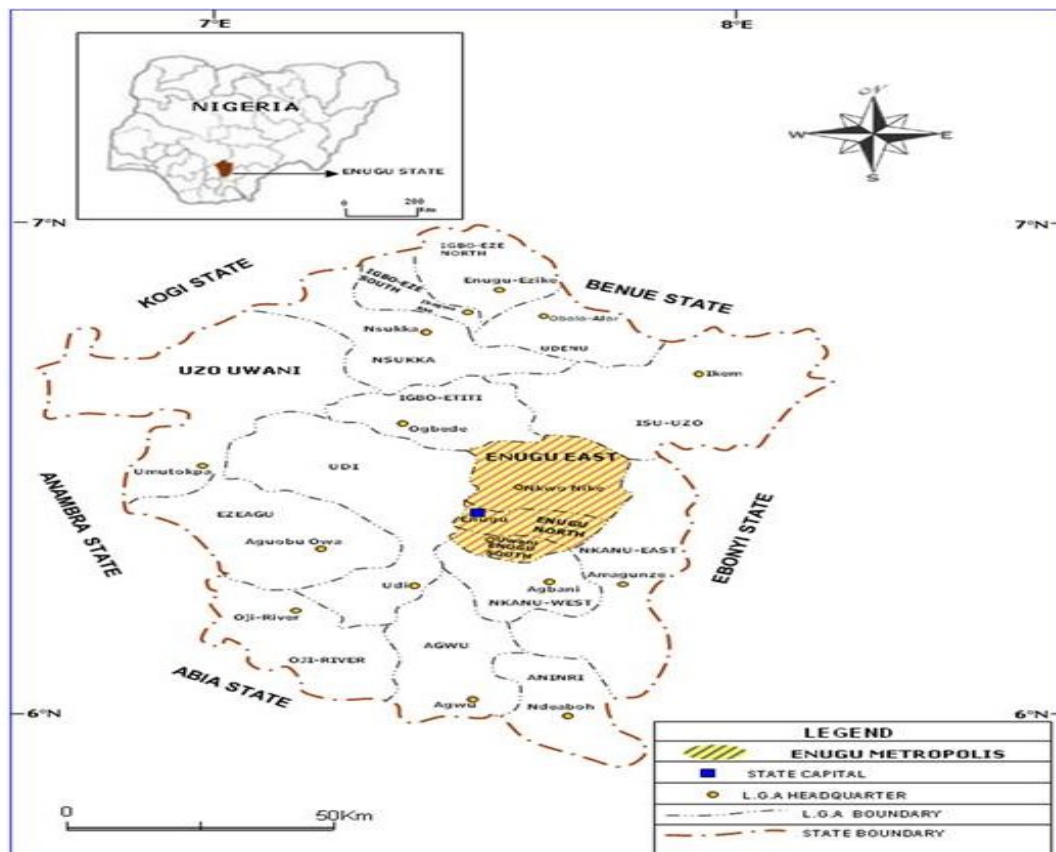 7°E
8°E
NIGERIA
ENUGU STATE
0 200
Km
N
W E
S
7°N
7°N
KOGI STATE
BENUE STATE
IGBO-EZE
NORTH
IGBO-EZE
SOUTH
Enugu-Ezike
Obolo-Afor
Nsukka
NSUKKA
UDENU
UZO UWANI
Ikem
IGBO-ETITI
Ogbede
ISU-UZO
ENUGU EAST
UDI
Umutokpa
Nkwo Nike
ANAMBRA STATE
EBONYI STATE
EZEAGU
Enugu
ENUGU
NORTH
Uwani
ENUGU
SOUTH
Aguobu Owa
NKANU-EAST
Amagunze
Udi
Agbani
NKANU-WEST
Oji-River
OJI-RIVER
AGWU
ANINRI
ABIA STATE
Agwu
Ndeaboh
6°N
6°N
LEGEND
ENUGU METROPOLIS
STATE CAPITAL
L.G.A HEADQUARTER
L.G.A BOUNDARY
STATE BOUNDARY
0 50Km